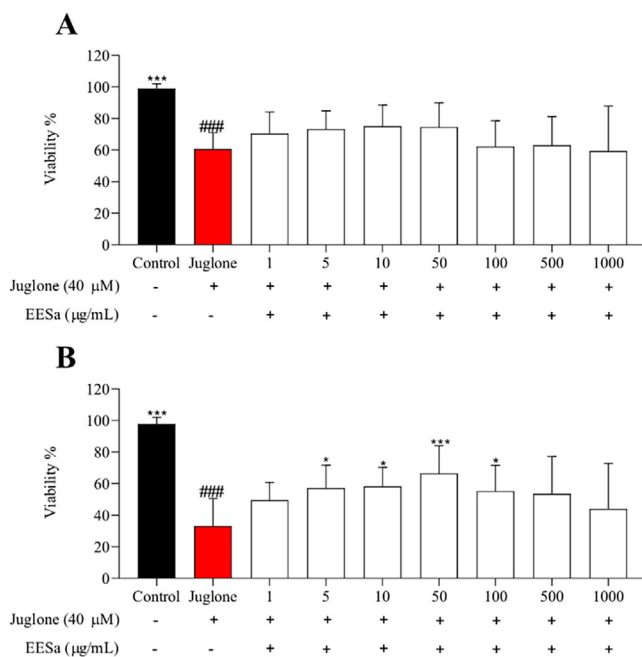 A
120
100
80
60
40
20
0
Viability %
***
###
Control Juglone 1 5 10 50 100 500 1000
Juglone (40 μM) - + + + + + + + +
EESa (μg/mL) - - + + + + + + +
B
120
100
80
60
40
20
0
Viability %
***
###
*
*
***
*
Control Juglone 1 5 10 50 100 500 1000
Juglone (40 μM) - + + + + + + + +
EESa (μg/mL) - - + + + + + + +